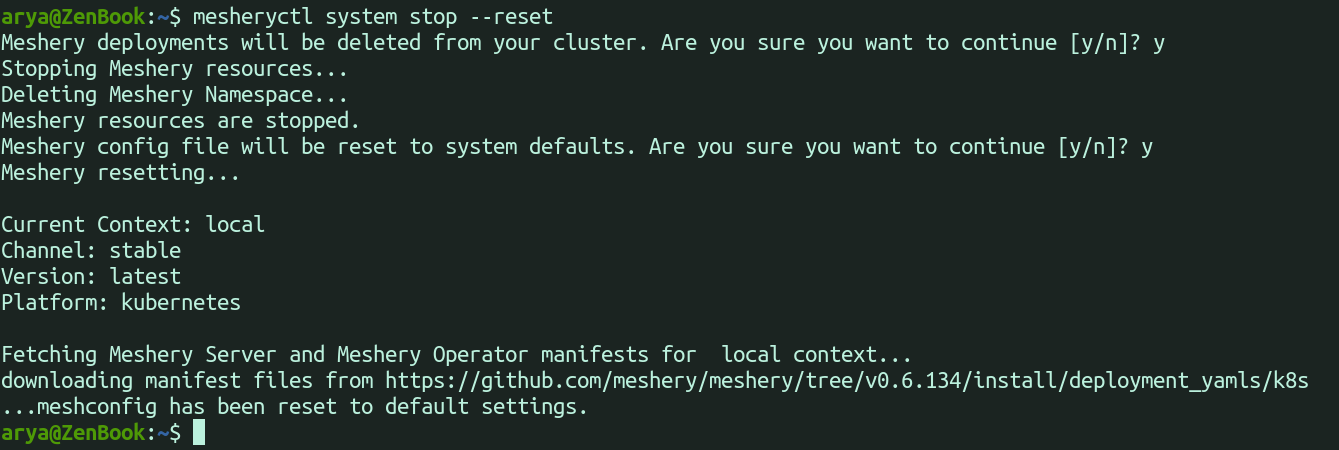 arya@ZenBook:~$ mesheryctl system stop --reset
Meshery deployments will be deleted from your cluster. Are you sure you want to continue [y/n]? y
Stopping Meshery resources...
Deleting Meshery Namespace...
Meshery resources are stopped.
Meshery config file will be reset to system defaults. Are you sure you want to continue [y/n]? y
Meshery resetting...

Current Context: local
Channel: stable
Version: latest
Platform: kubernetes

Fetching Meshery Server and Meshery Operator manifests for  local context...
downloading manifest files from https://github.com/meshery/meshery/tree/v0.6.134/install/deployment_yamls/k8s
...meshconfig has been reset to default settings.
arya@ZenBook:~$